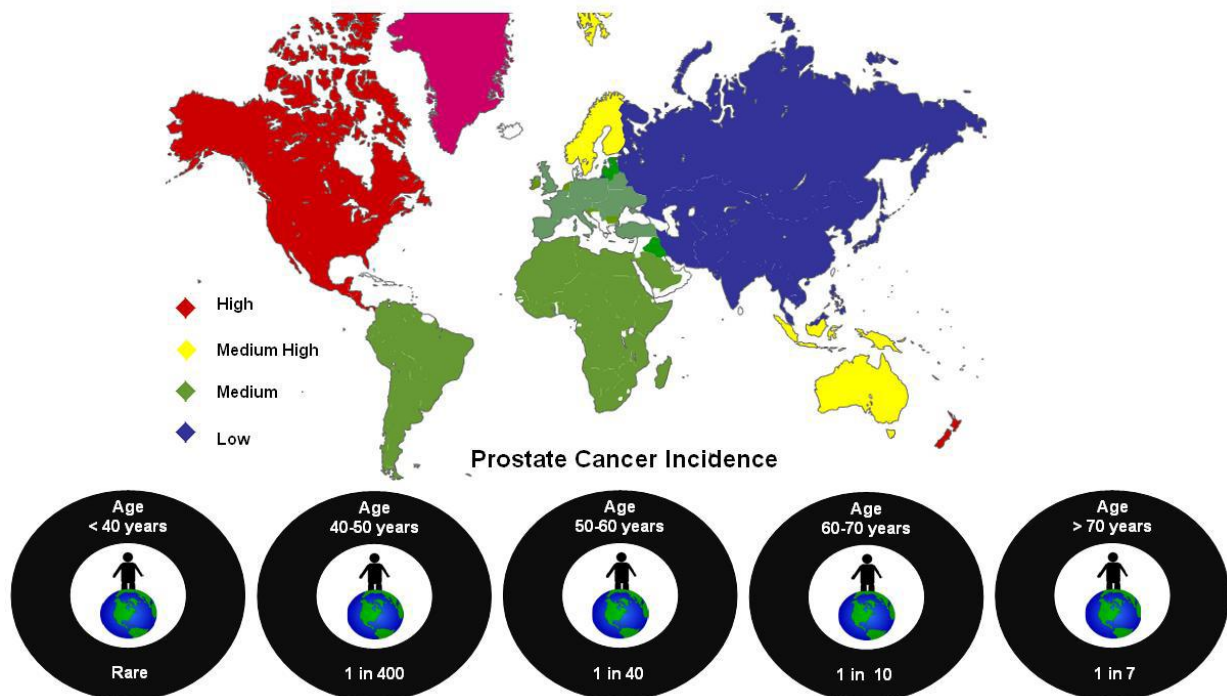 High
Medium High
Medium
Low
Prostate Cancer Incidence
Age
< 40 years
Rare
Age
40-50 years
1 in 400
Age
50-60 years
1 in 40
Age
60-70 years
1 in 10
Age
> 70 years
1 in 7